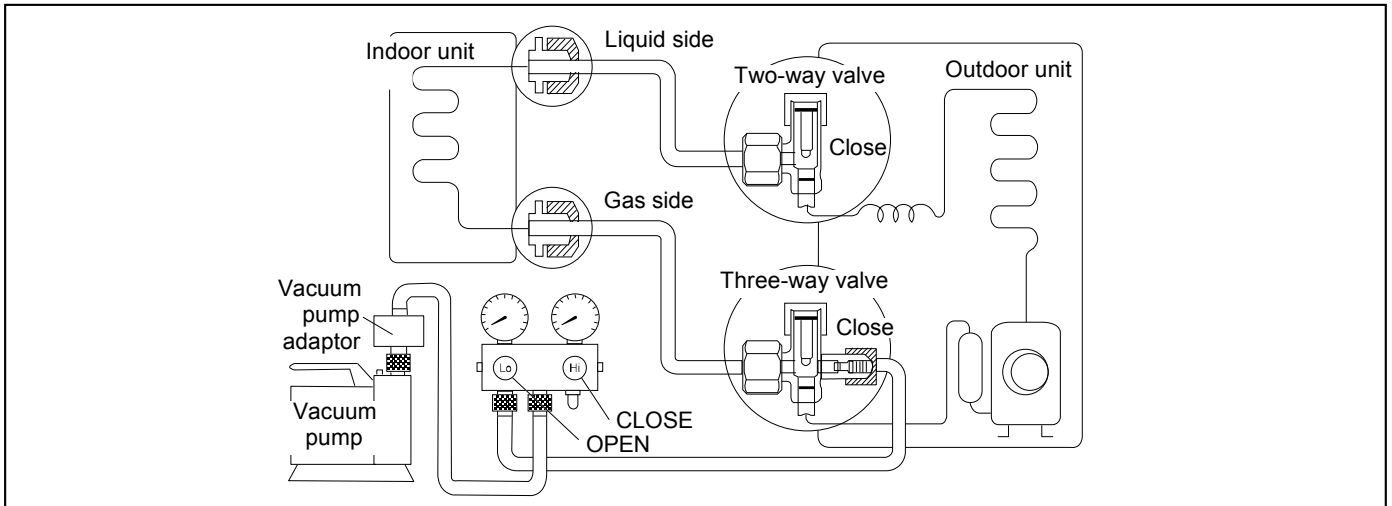 Indoor unit
Liquid side
Two-way valve
Outdoor unit
Close
Gas side
Three-way valve
Close
Vacuum
pump
adaptor
Lo
Hi
CLOSE
OPEN
Vacuum
pump